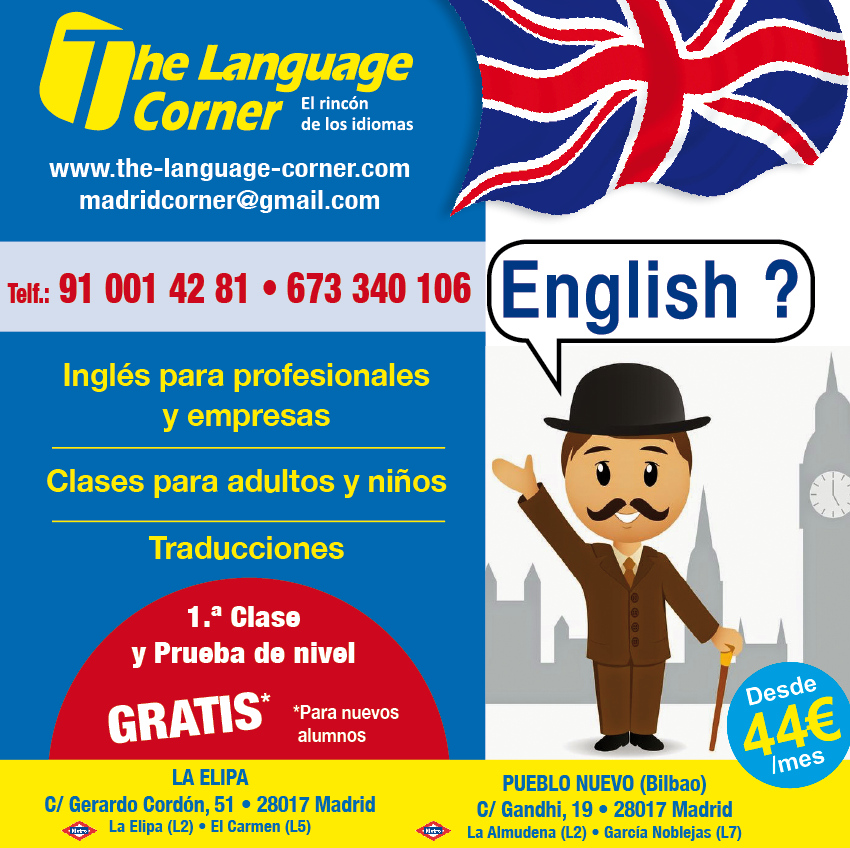 The Language
Corner El rincón
de los idiomas
www.the-language-corner.com
madridcorner@gmail.com
Telf.: 91 001 42 81 • 673 340 106
English ?
Inglés para profesionales
y empresas
Clases para adultos y niños
Traducciones
1.ª Clase
y Prueba de nivel
GRATIS*
*Para nuevos
alumnos
Desde
44€
/mes
LA ELIPA
C/ Gerardo Cordón, 51 • 28017 Madrid
Metro La Elipa (L2) • El Carmen (L5)
PUEBLO NUEVO (Bilbao)
C/ Gandhi, 19 • 28017 Madrid
Metro La Almudena (L2) • García Noblejas (L7)